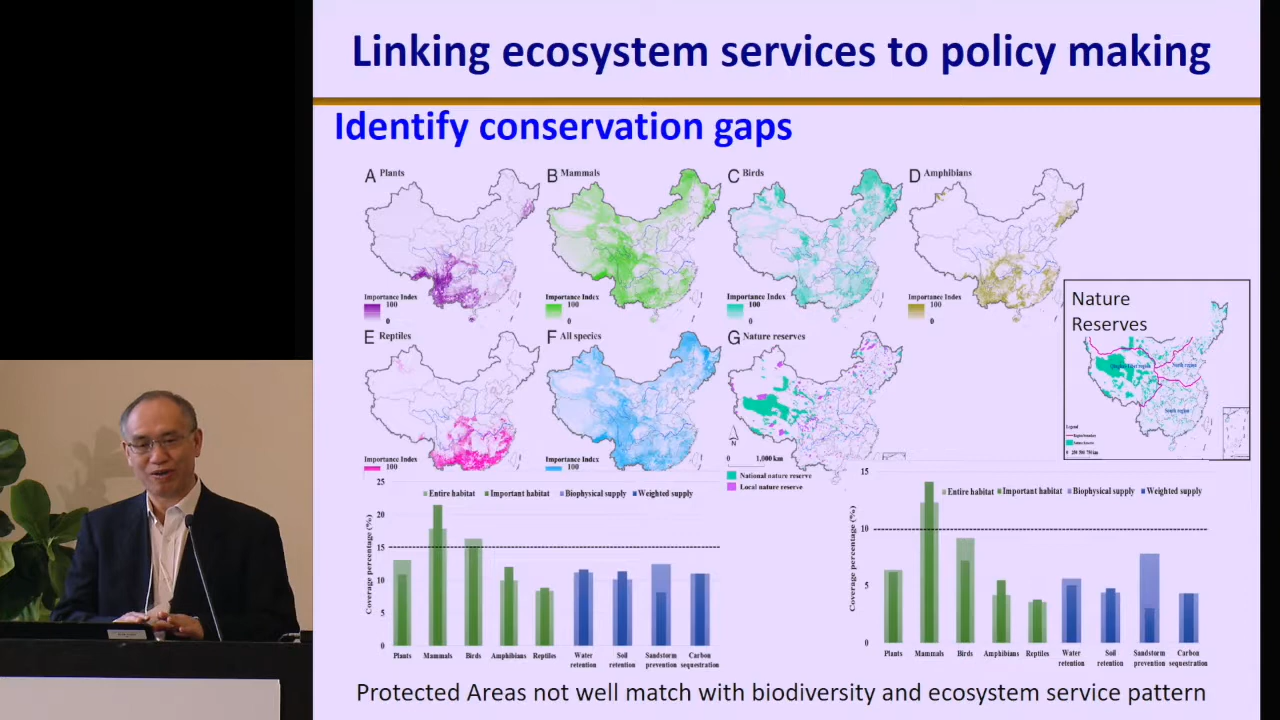 Linking ecosystem services to policy making
Identify conservation gaps
A Plants
B Mammals
C Birds
D Amphibians
Importance Index
100
0
Importance Index
100
0
Importance Index
100
0
Importance Index
100
0
Nature
Reserves
E Reptiles
F All species
G Nature reserves
Importance Index
100
Importance Index
100
N
0 1,000 km
National nature reserve
Local nature reserve
North region
South region
Legend
25
20
15
10
5
0
Coverage percentage (%)
Entire habitat Important habitat Biophysical supply Weighted supply
Plants Mammals Birds Amphibians Reptiles Water retention Soil retention Sandstorm prevention Carbon sequestration
15
10
5
0
Coverage percentage (%)
Entire habitat Important habitat Biophysical supply Weighted supply
Plants Mammals Birds Amphibians Reptiles Water retention Soil retention Sandstorm prevention Carbon sequestration
Protected Areas not well match with biodiversity and ecosystem service pattern